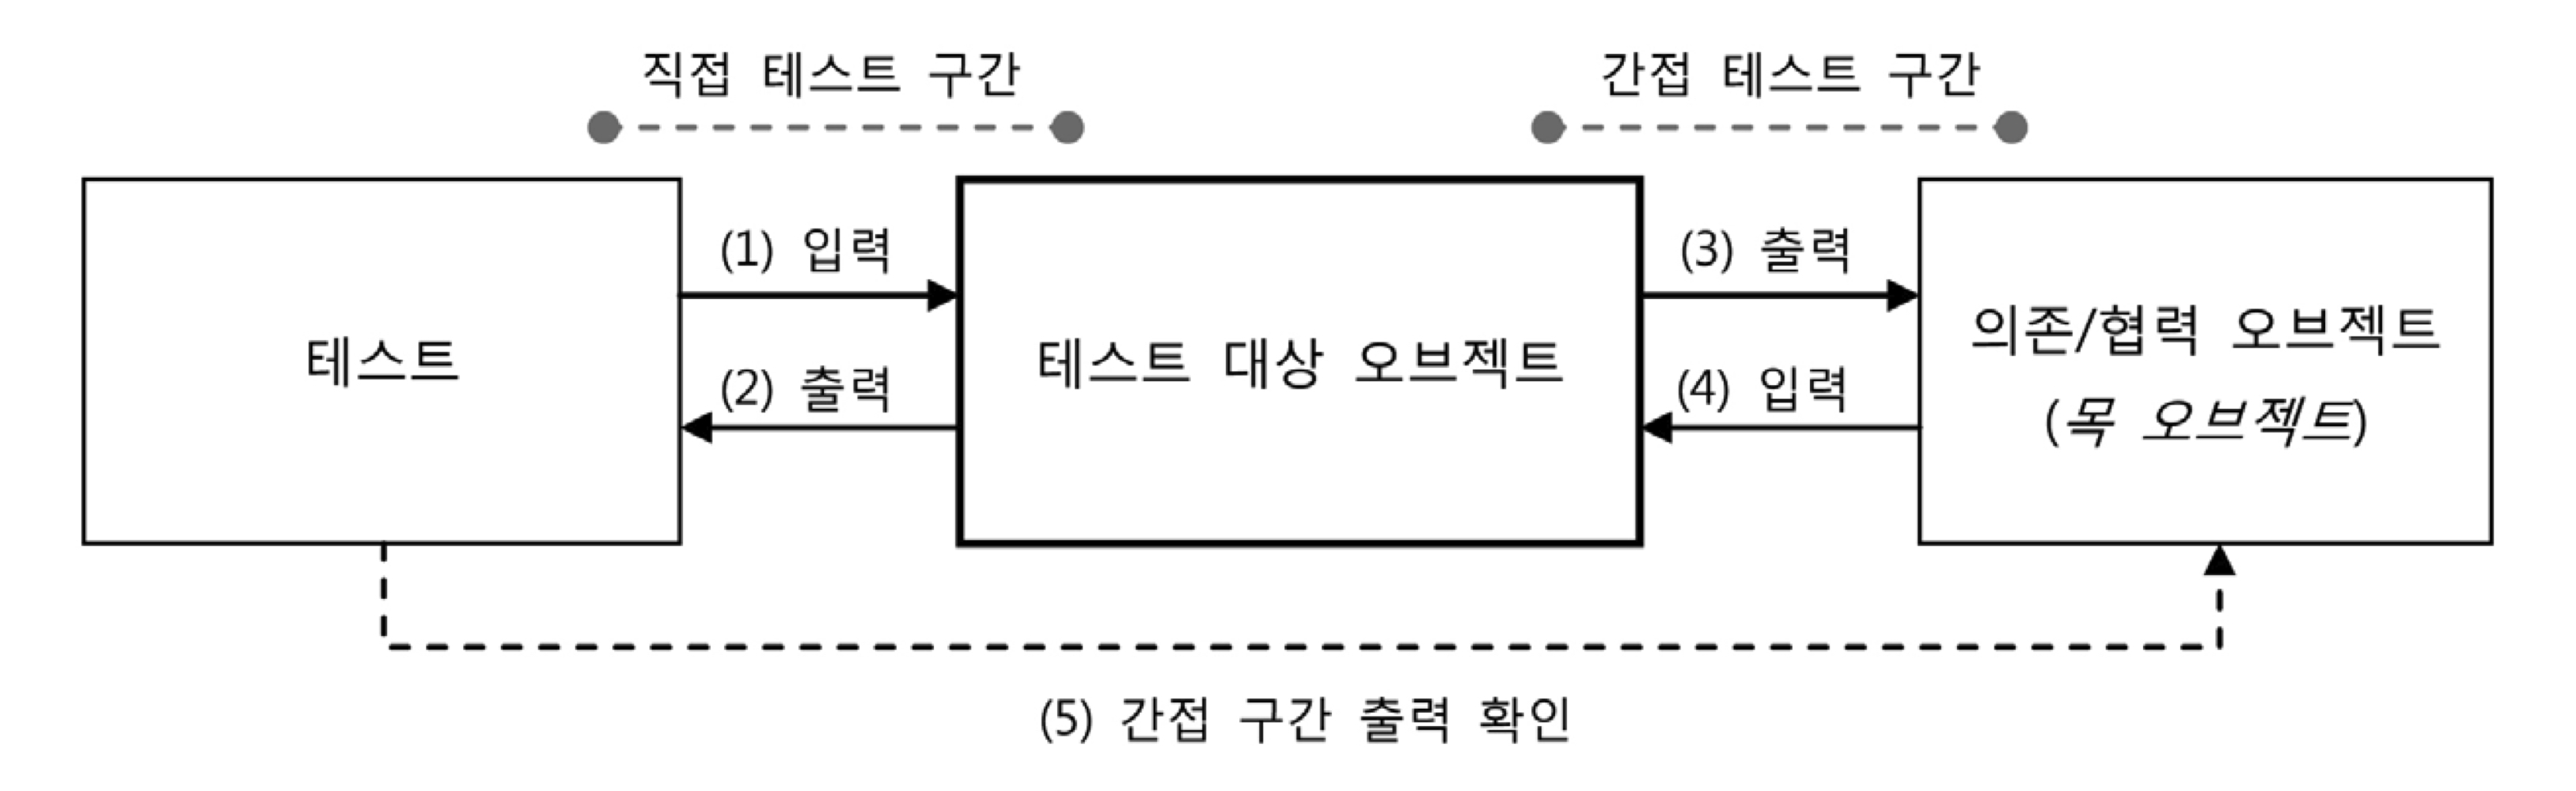 직접 테스트 구간
간접 테스트 구간
(1) 입력
(3) 출력
테스트
테스트 대상 오브젝트
의존/협력 오브젝트
(목 오브젝트)
(2) 출력
(4) 입력
(5) 간접 구간 출력 확인